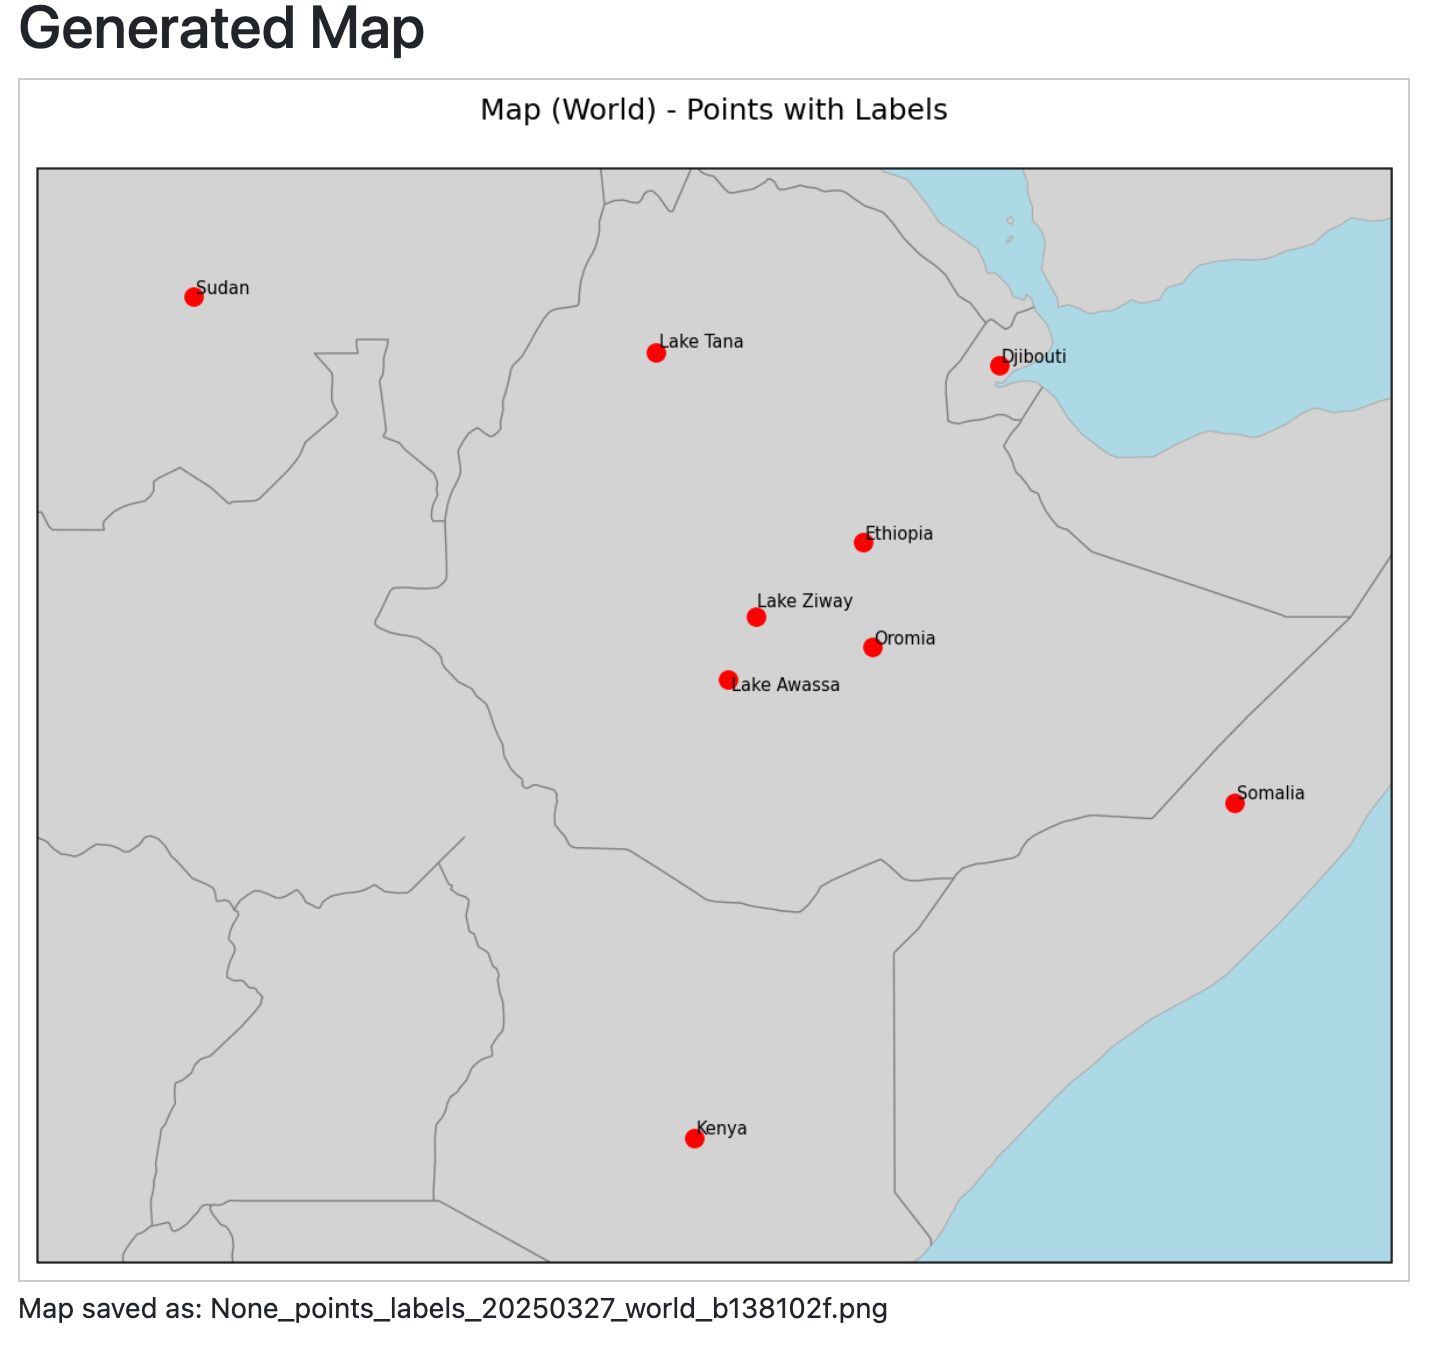 Generated Map
Map (World) - Points with Labels
Sudan
Lake Tana
Djibouti
Ethiopia
Lake Ziway
Oromia
Lake Awassa
Somalia
Kenya
Map saved as: None_points_labels_20250327_world_b138102f.png